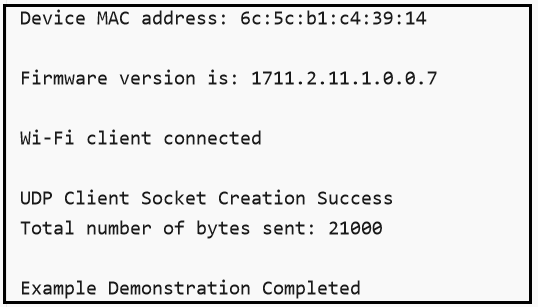 Device MAC address: 6c:5c:b1:c4:39:14
Firmware version is: 1711.2.11.1.0.0.7
Wi-Fi client connected
UDP Client Socket Creation Success
Total number of bytes sent: 21000
Example Demonstration Completed